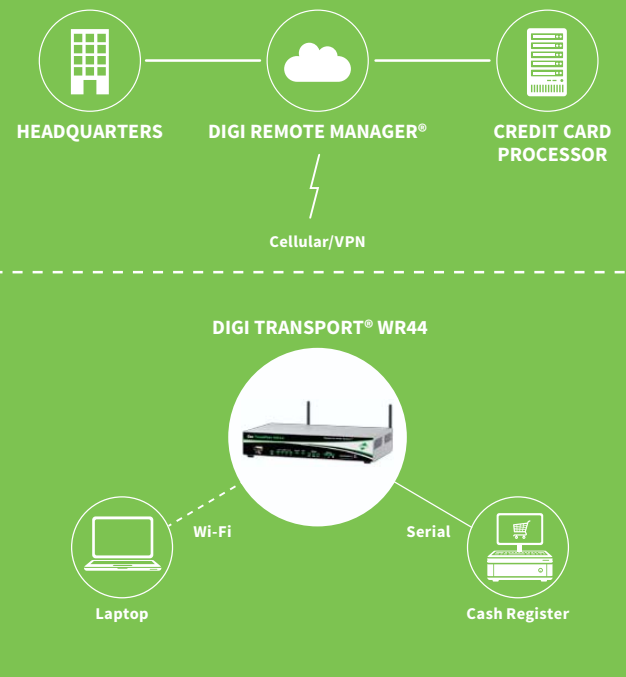 HEADQUARTERS
DIGI REMOTE MANAGER®
CREDIT CARD
PROCESSOR
Cellular/VPN
DIGI TRANSPORT® WR44
Wi-Fi
Serial
Laptop
Cash Register